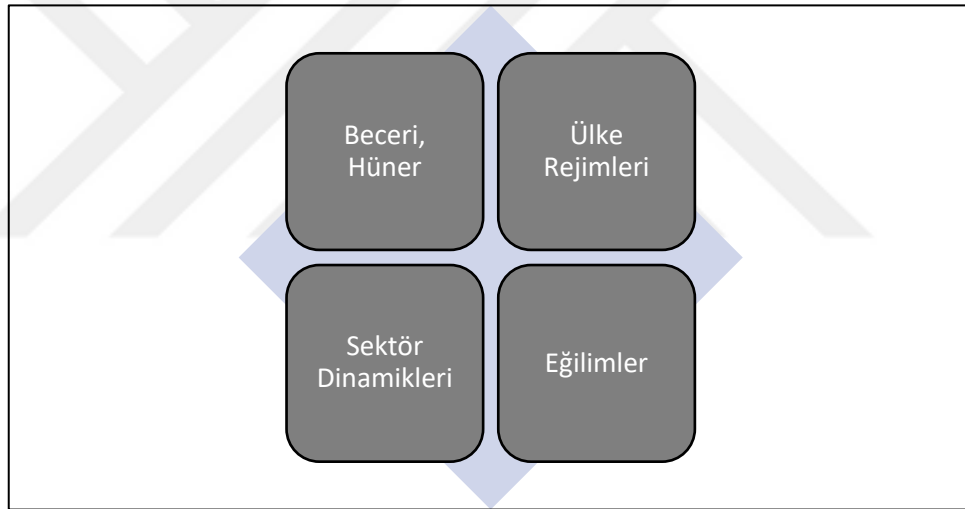 Beceri,
Hüner
Ülke
Rejimleri
Sektör
Dinamikleri
Eğilimler